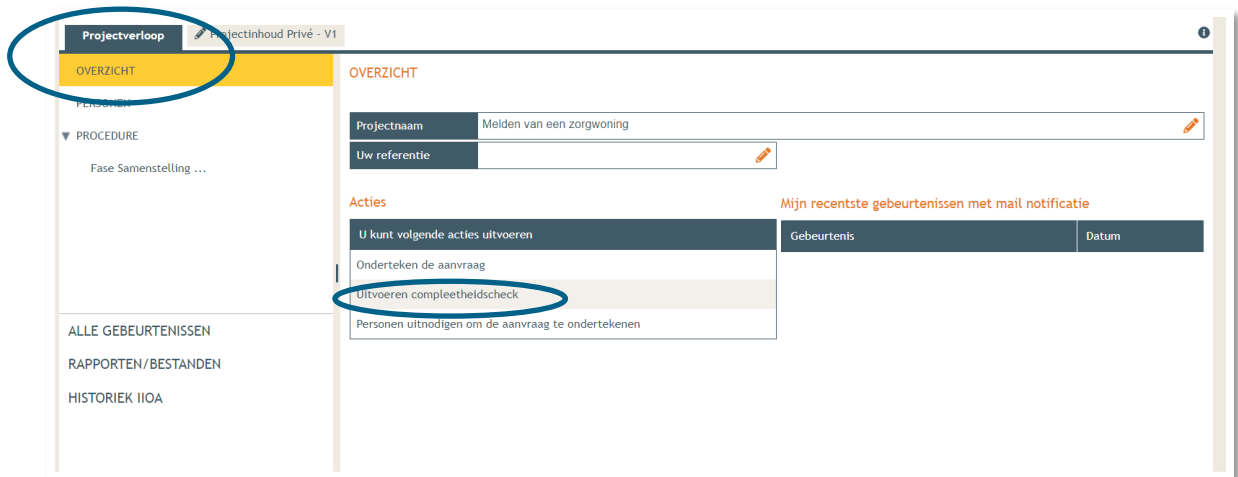 Projectverloop
Projectinhoud Privé - V1
OVERZICHT
PERSONEN
PROCEDURE
Fase Samenstelling ...
ALLE GEBEURTENISSEN
RAPPORTEN/BESTANDEN
HISTORIEK IIOA
OVERZICHT
Projectnaam Melden van een zorgwoning
Uw referentie
Acties
U kunt volgende acties uitvoeren
Onderteken de aanvraag
Uitvoeren compleetheidscheck
Personen uitnodigen om de aanvraag te ondertekenen
Mijn recentste gebeurtenissen met mail notificatie
Gebeurtenis Datum